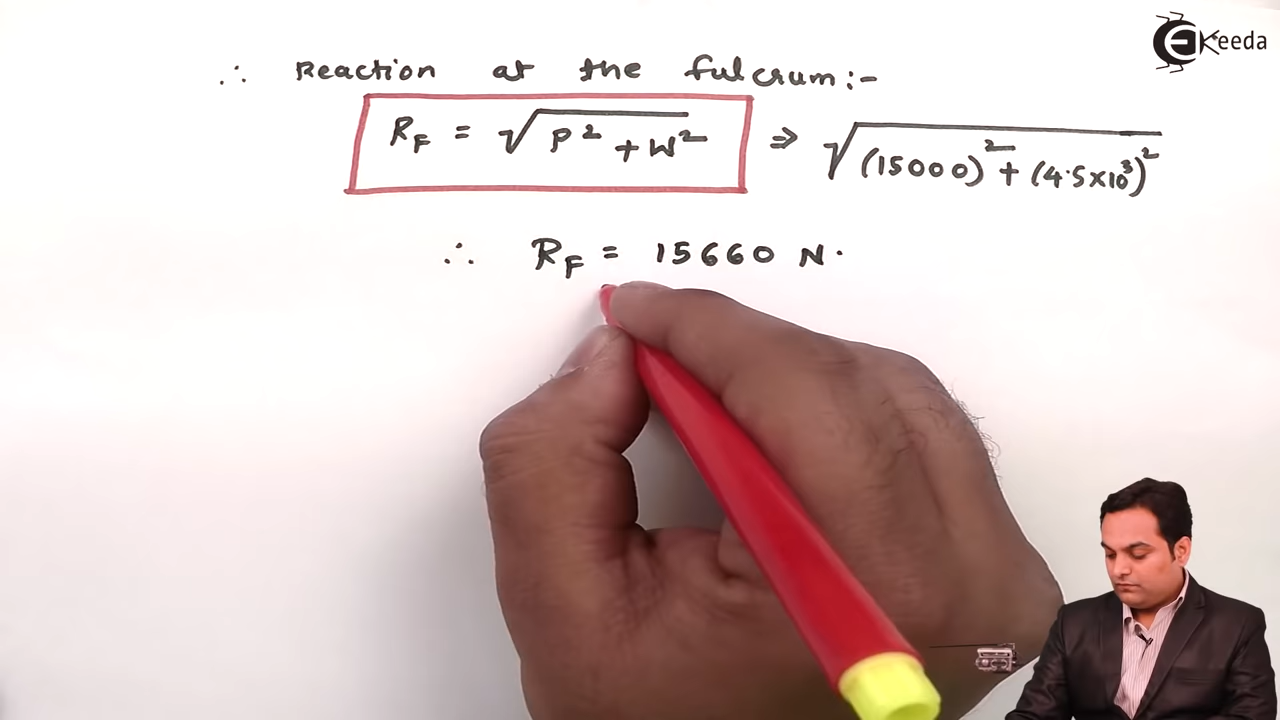 Ekeeda
∴ Reaction at the fulcrum:-
R_F = √(P² + W²) ⇒ √((15000)² + (4.5×10³)²)
∴ R_F = 15660 N.